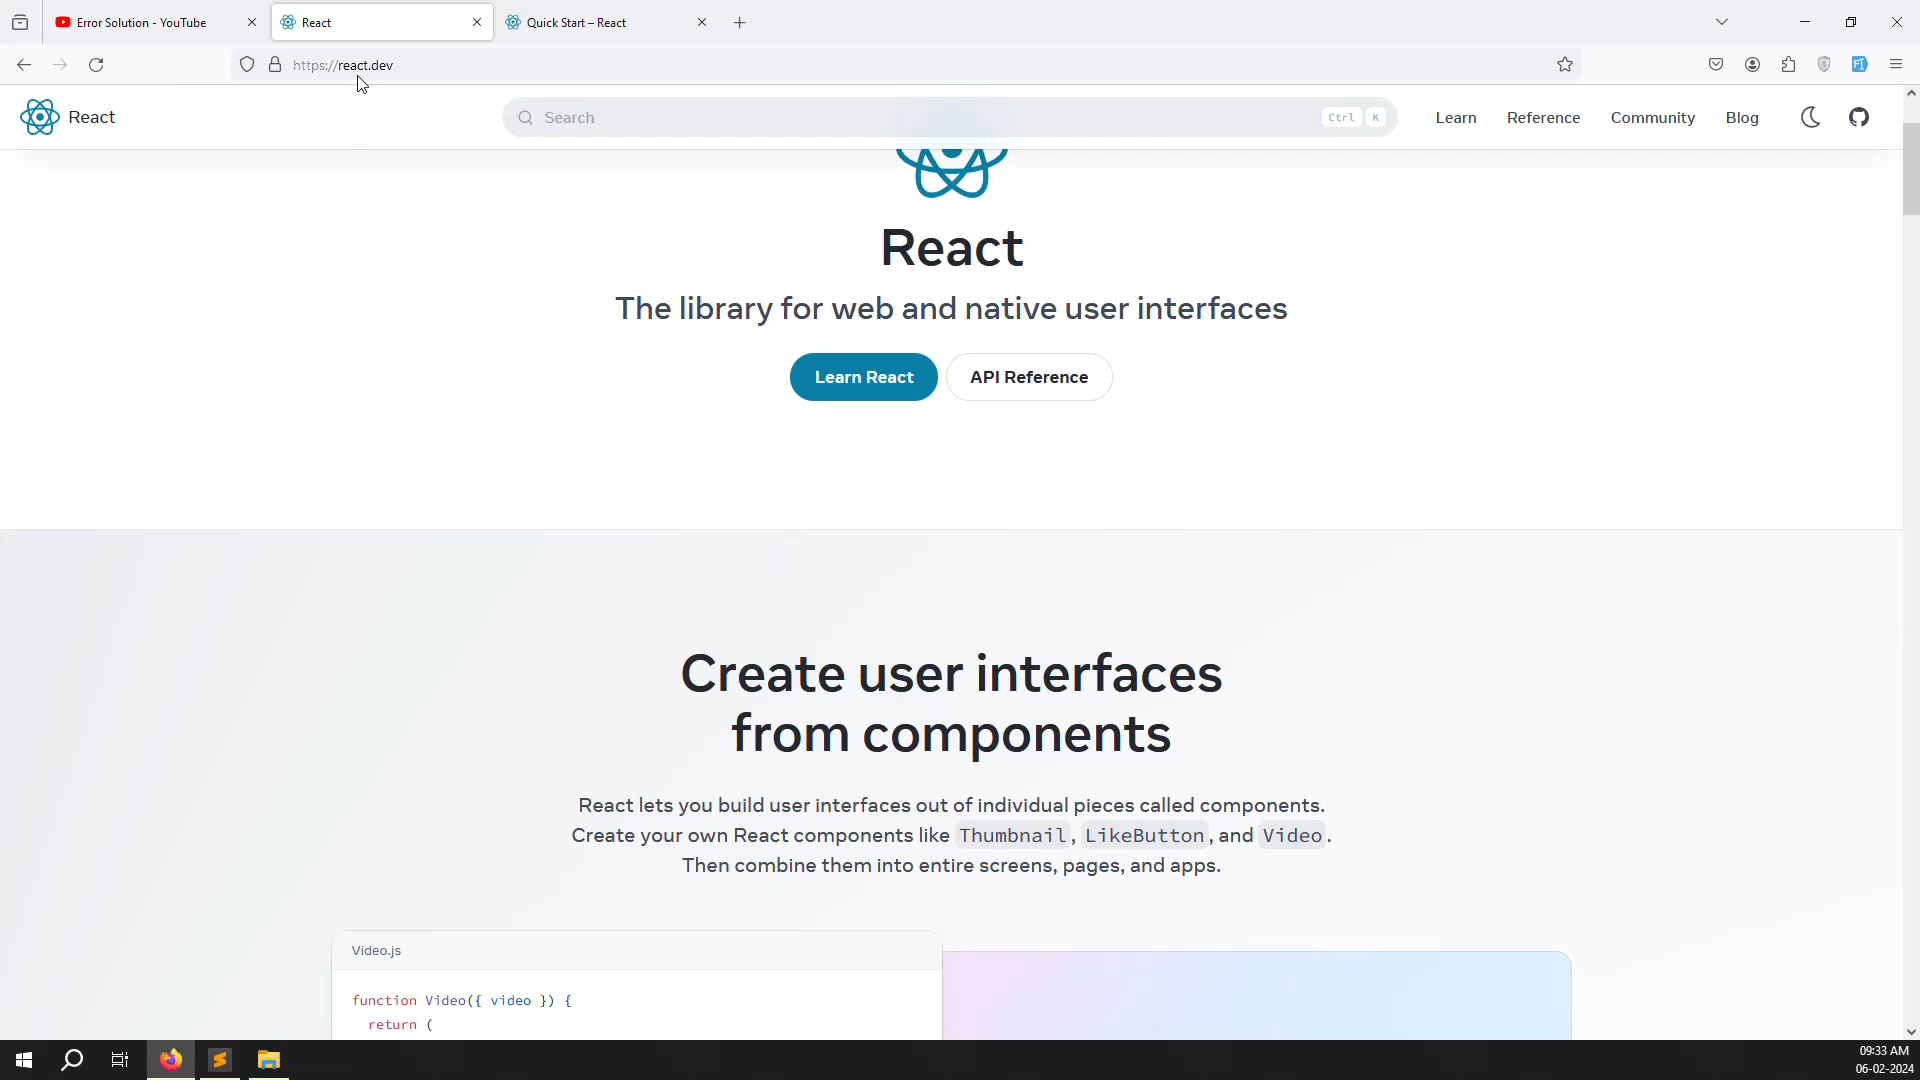 Error Solution - YouTube
React
Quick Start – React
https://react.dev
React
Search
Ctrl K
Learn
Reference
Community
Blog
React
The library for web and native user interfaces
Learn React
API Reference
Create user interfaces
from components
React lets you build user interfaces out of individual pieces called components.
Create your own React components like Thumbnail, LikeButton, and Video.
Then combine them into entire screens, pages, and apps.
Video.js
function Video({ video }) {
return (
09:33 AM
06-02-2024